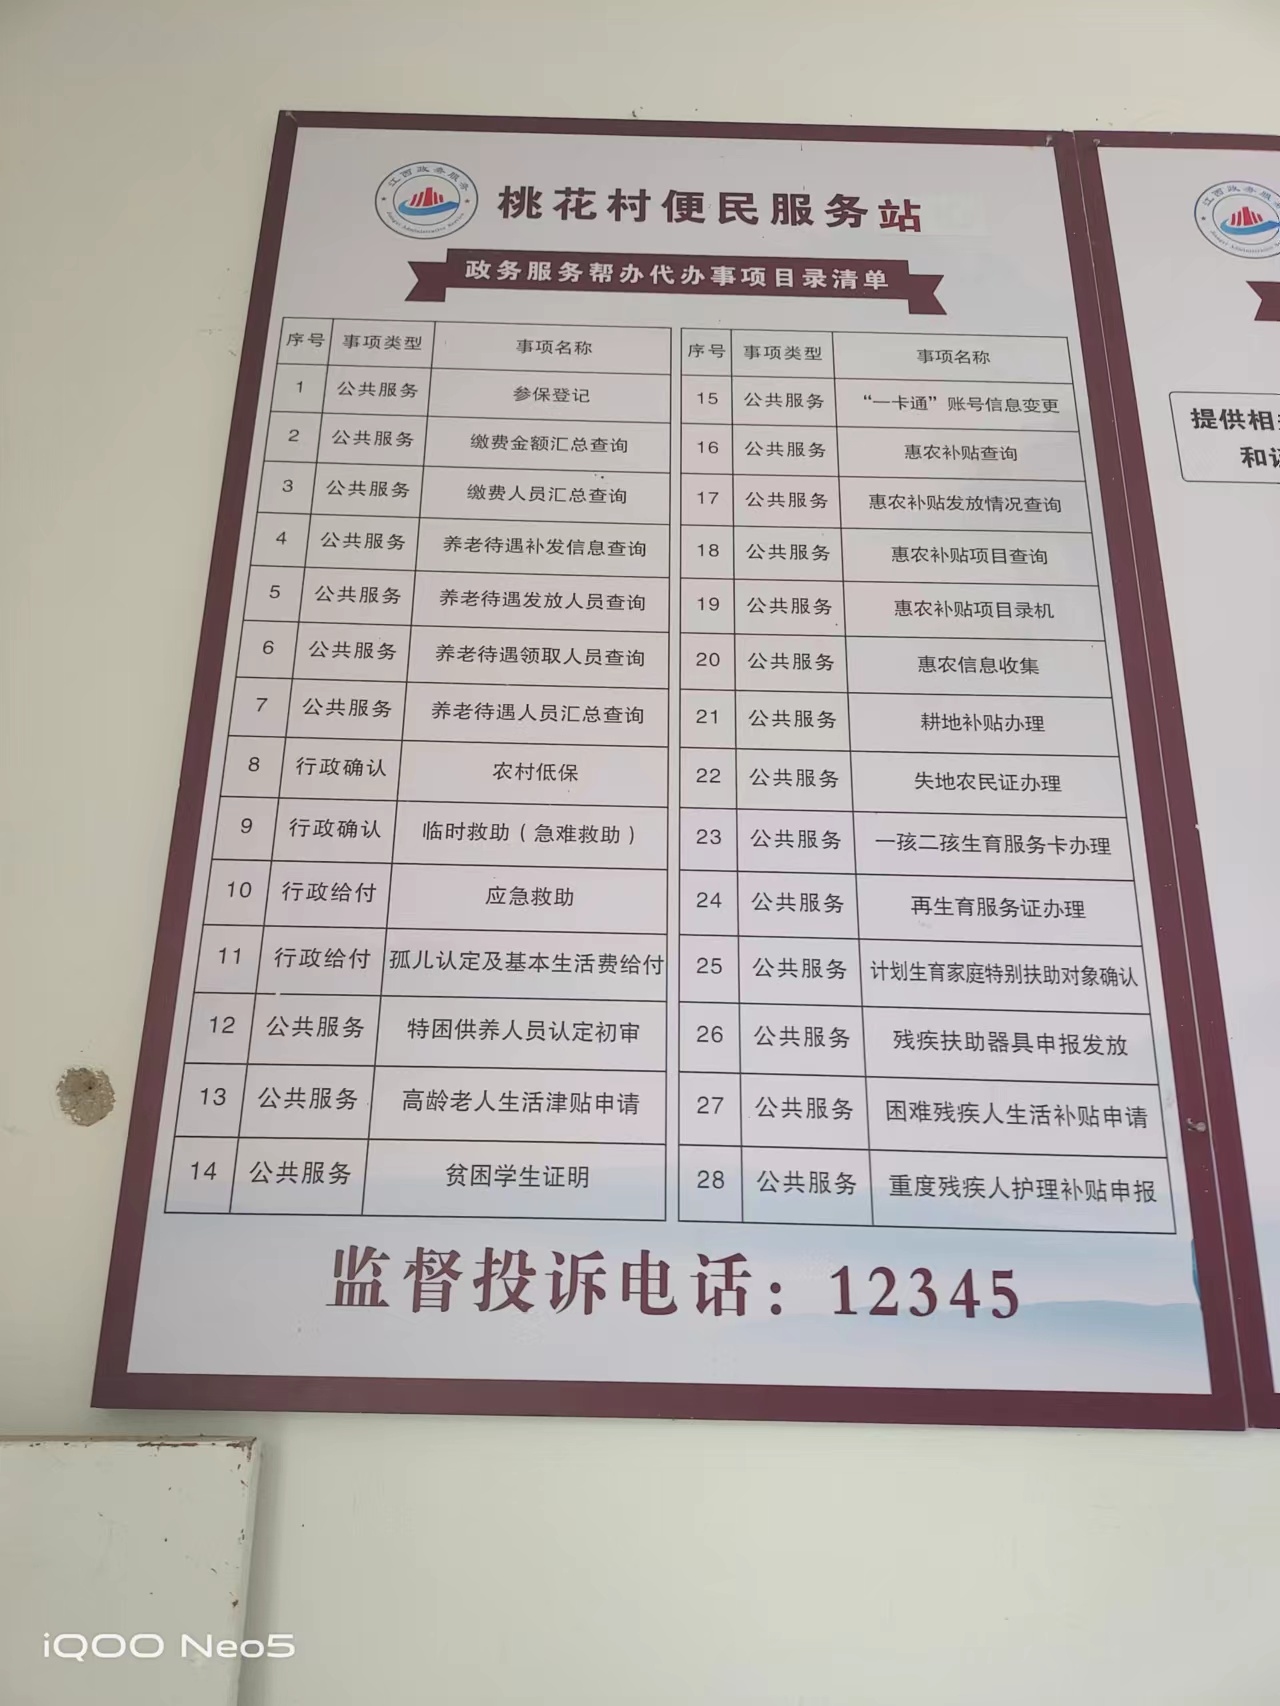 江西政务服务
Jiangxi Administrative Service
桃花村便民服务站
政务服务帮办代办事项目录清单
序号 事项类型 事项名称
1 公共服务 参保登记
2 公共服务 缴费金额汇总查询
3 公共服务 缴费人员汇总查询
4 公共服务 养老待遇补发信息查询
5 公共服务 养老待遇发放人员查询
6 公共服务 养老待遇领取人员查询
7 公共服务 养老待遇人员汇总查询
8 行政确认 农村低保
9 行政确认 临时救助（急难救助）
10 行政给付 应急救助
11 行政给付 孤儿认定及基本生活费给付
12 公共服务 特困供养人员认定初审
13 公共服务 高龄老人生活津贴申请
14 公共服务 贫困学生证明
序号 事项类型 事项名称
15 公共服务 “一卡通”账号信息变更
16 公共服务 惠农补贴查询
17 公共服务 惠农补贴发放情况查询
18 公共服务 惠农补贴项目查询
19 公共服务 惠农补贴项目录机
20 公共服务 惠农信息收集
21 公共服务 耕地补贴办理
22 公共服务 失地农民证办理
23 公共服务 一孩二孩生育服务卡办理
24 公共服务 再生育服务证办理
25 公共服务 计划生育家庭特别扶助对象确认
26 公共服务 残疾扶助器具申报发放
27 公共服务 困难残疾人生活补贴申请
28 公共服务 重度残疾人护理补贴申报
监督投诉电话：12345
江西政务服
提供相
和
iQOO Neo5